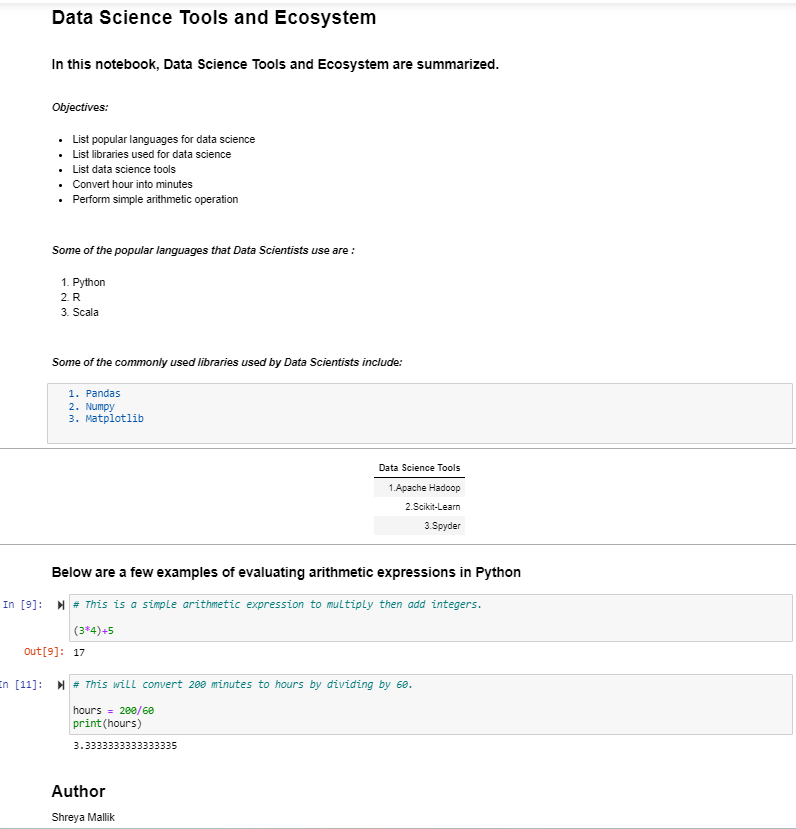 Data Science Tools and Ecosystem
In this notebook, Data Science Tools and Ecosystem are summarized.
Objectives:
• List popular languages for data science
• List libraries used for data science
• List data science tools
• Convert hour into minutes
• Perform simple arithmetic operation
Some of the popular languages that Data Scientists use are :
1. Python
2. R
3. Scala
Some of the commonly used libraries used by Data Scientists include:
1. Pandas
2. Numpy
3. Matplotlib
Data Science Tools
1.Apache Hadoop
2.Scikit-Learn
3.Spyder
Below are a few examples of evaluating arithmetic expressions in Python
In [9]: # This is a simple arithmetic expression to multiply then add integers.
(3*4)+5
Out[9]: 17
In [11]: # This will convert 200 minutes to hours by dividing by 60.
hours = 200/60
print(hours)
3.3333333333333335
Author
Shreya Mallik